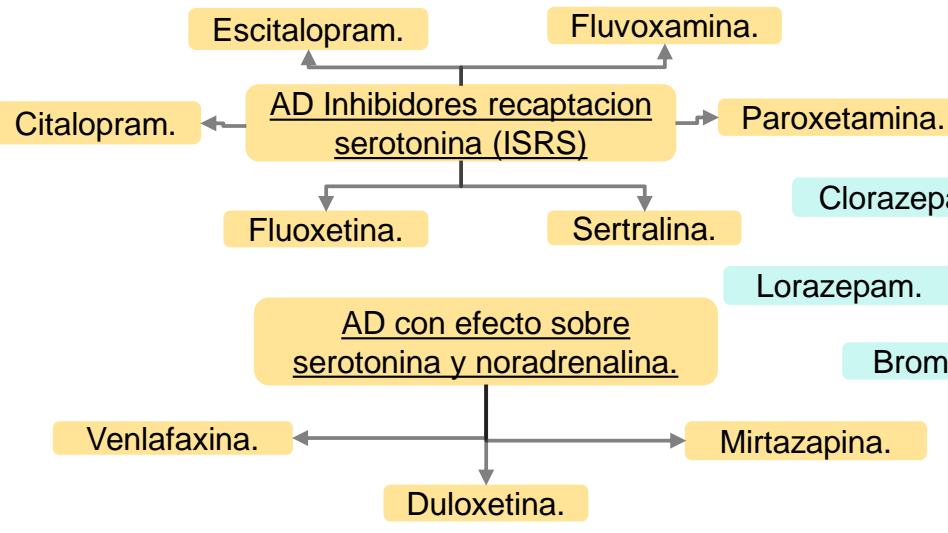 Escitalopram.
Fluvoxamina.
AD Inhibidores recaptacion
serotonina (ISRS)
Citalopram.
Paroxetamina.
Fluoxetina.
Sertralina.
Lorazepam.
AD con efecto sobre
serotonina y noradrenalina.
Venlafaxina.
Mirtazapina.
Duloxetina.